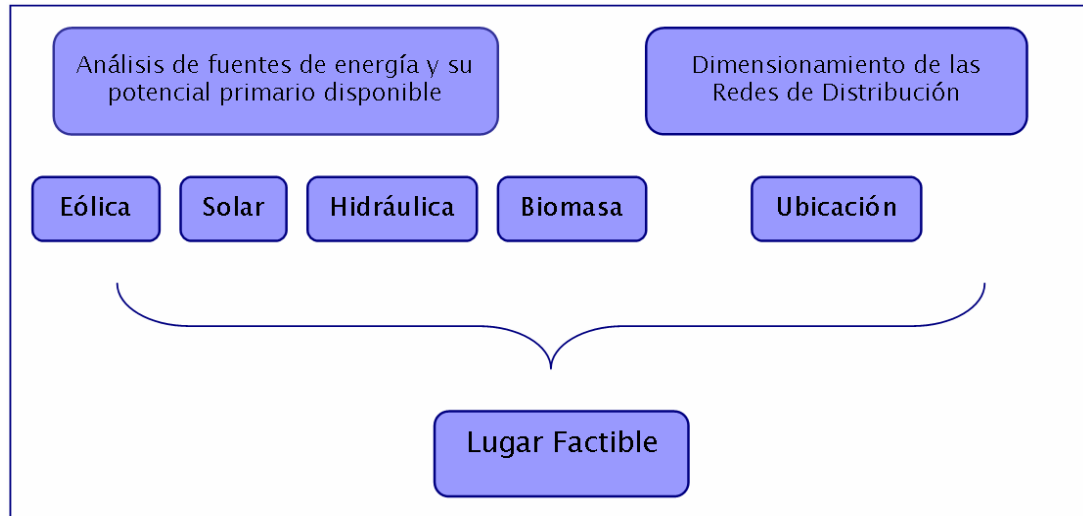 Análisis de fuentes de energía y su
potencial primario disponible
Dimensionamiento de las
Redes de Distribución
Eólica
Solar
Hidráulica
Biomasa
Ubicación
Lugar Factible